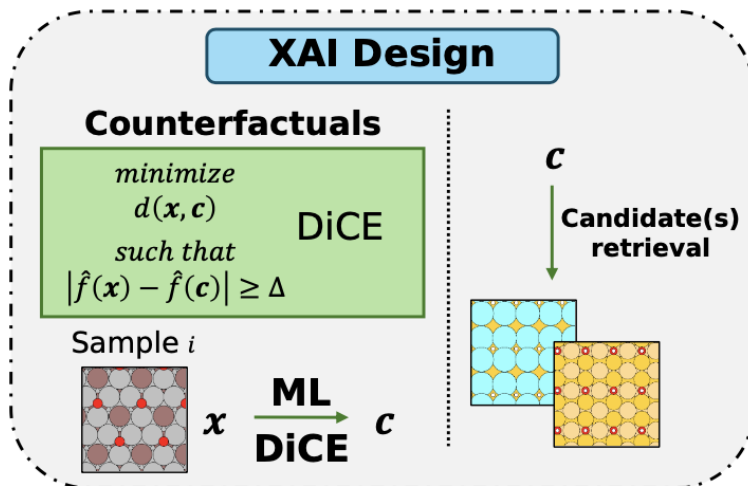 XAI Design
Counterfactuals
minimize
d(x, c)
such that
|f̂(x) − f̂(c)| ≥ Δ
DiCE
Sample i
x
ML
DiCE
c
c
Candidate(s)
retrieval